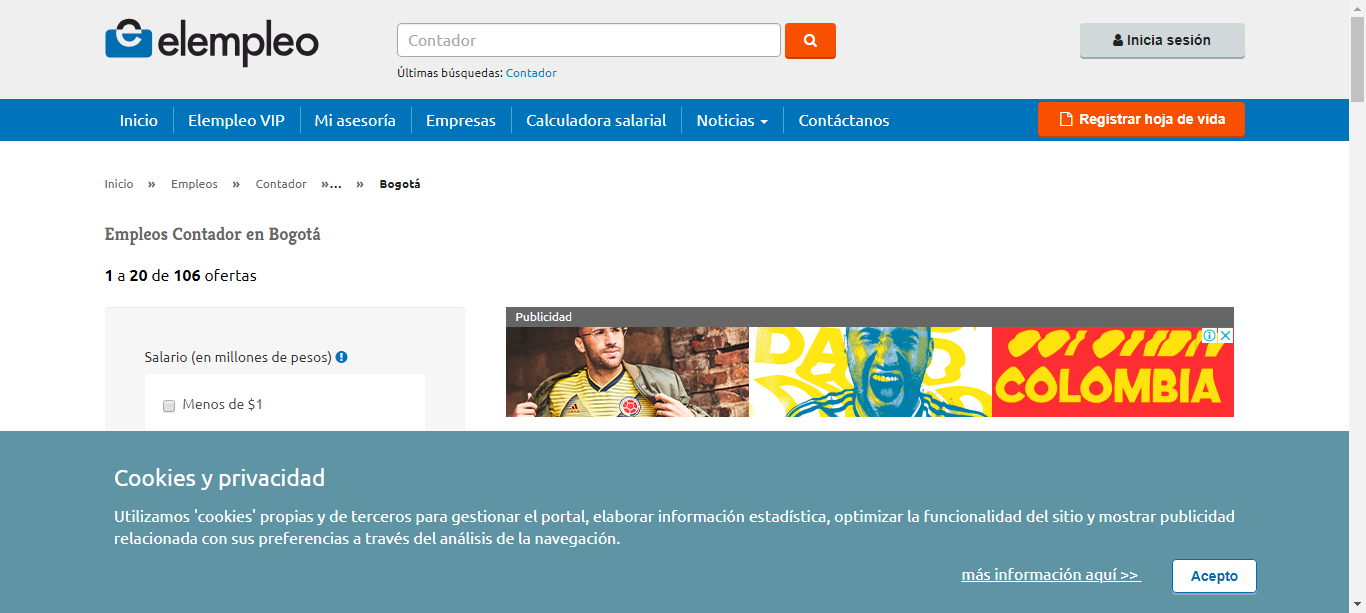 elempleo
Contador
Inicia sesión
Últimas búsquedas: Contador
Inicio Elempleo VIP Mi asesoría Empresas Calculadora salarial Noticias Contáctanos Registrar hoja de vida
Inicio » Empleos » Contador »... » Bogotá
Empleos Contador en Bogotá
1 a 20 de 106 ofertas
Publicidad
Salario (en millones de pesos)
COLOMBIA
Menos de $1
Cookies y privacidad
Utilizamos 'cookies' propias y de terceros para gestionar el portal, elaborar información estadística, optimizar la funcionalidad del sitio y mostrar publicidad
relacionada con sus preferencias a través del análisis de la navegación.
más información aquí >> Acepto